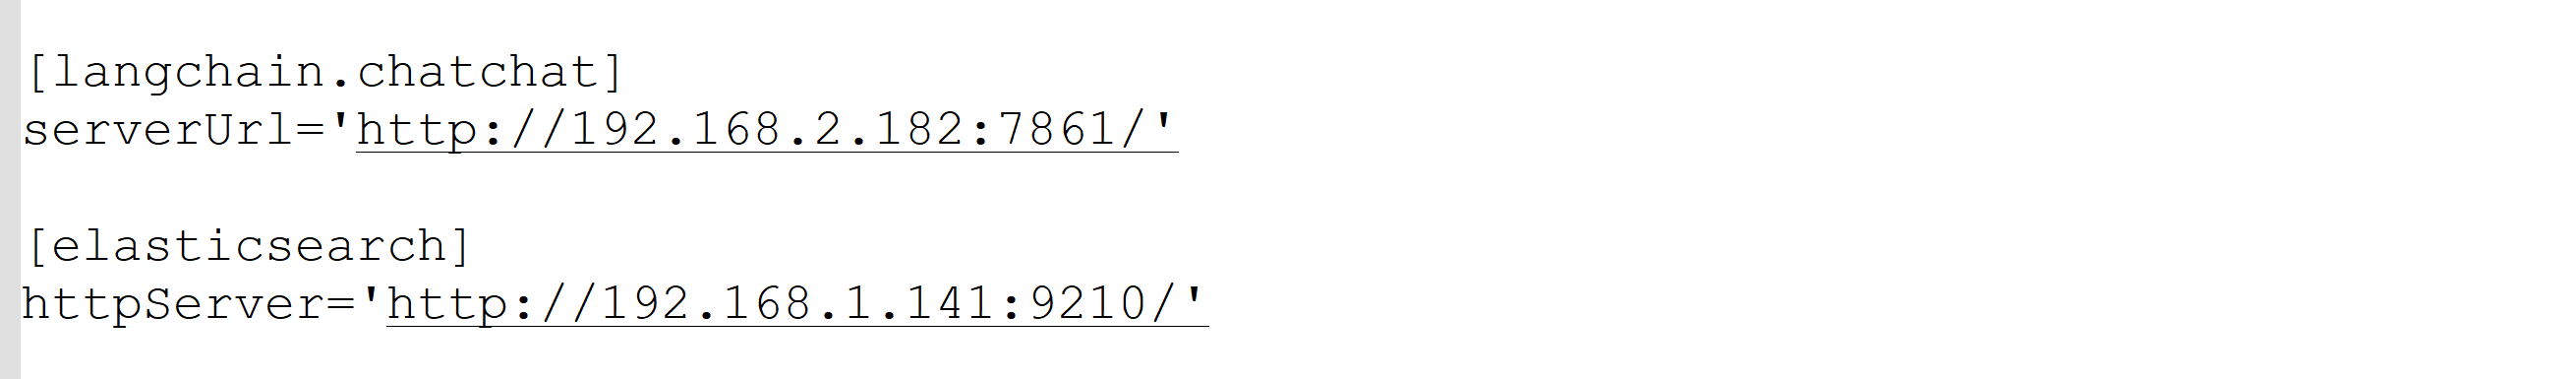 [langchain.chatchat]
serverUrl='http://192.168.2.182:7861/'
[elasticsearch]
httpServer='http://192.168.1.141:9210/'